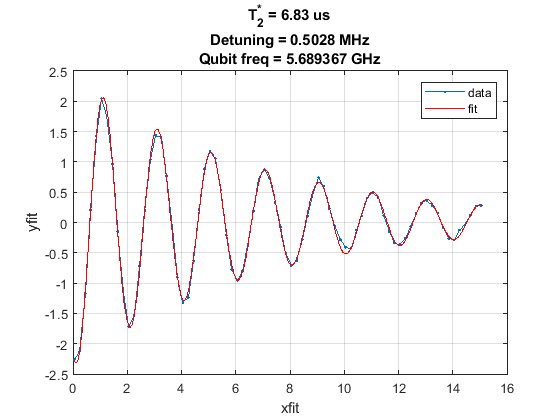 T₂* = 6.83 us
Detuning = 0.5028 MHz
Qubit freq = 5.689367 GHz
2.5
2
1.5
1
0.5
0
-0.5
-1
-1.5
-2
-2.5
yfit
data
fit
0 2 4 6 8 10 12 14 16
xfit